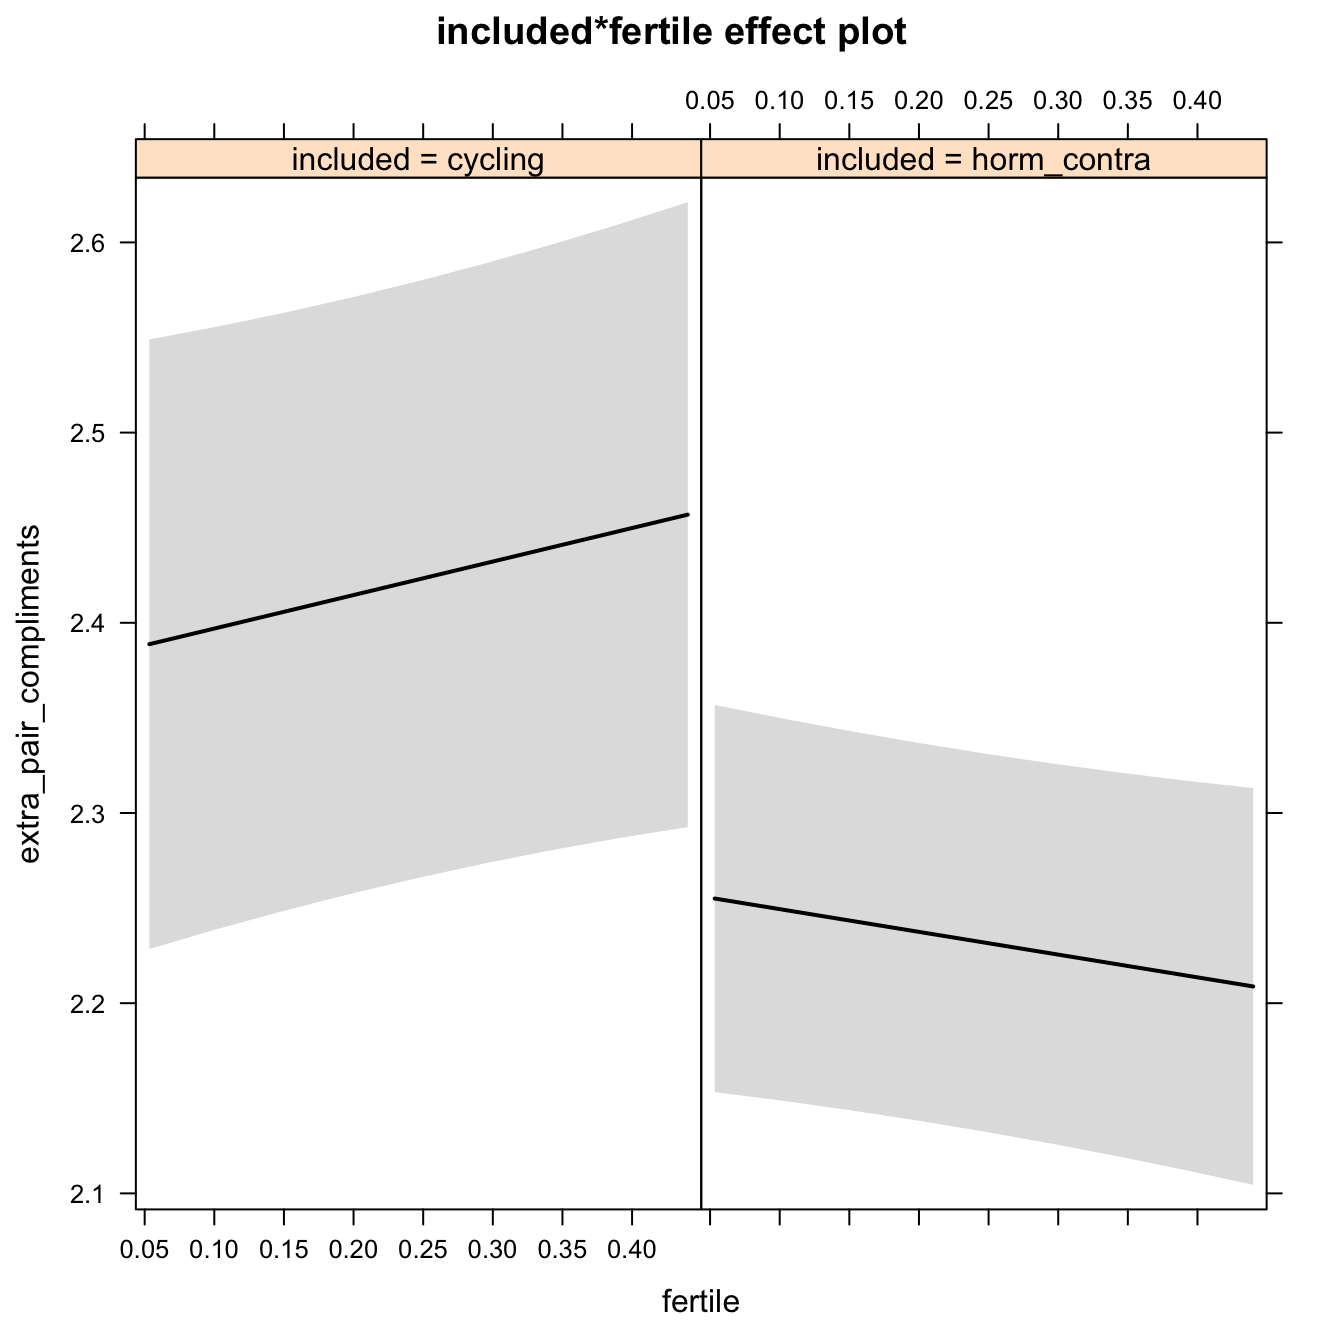 included*fertile effect plot
0.05 0.10 0.15 0.20 0.25 0.30 0.35 0.40
included = cycling
included = horm_contra
2.6
2.5
2.4
2.3
2.2
2.1
extra_pair_compliments
0.05 0.10 0.15 0.20 0.25 0.30 0.35 0.40
fertile